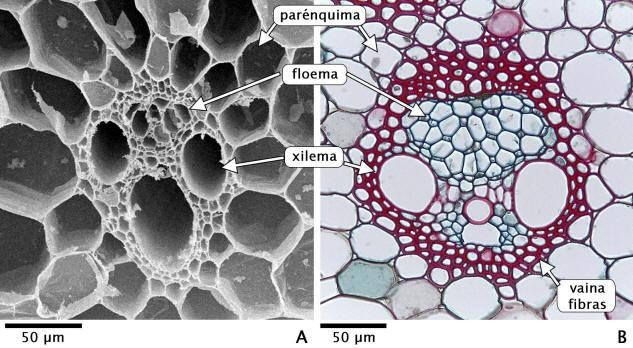 parénquima
floema
xilema
vaina
fibras
50 µm
A
50 µm
B